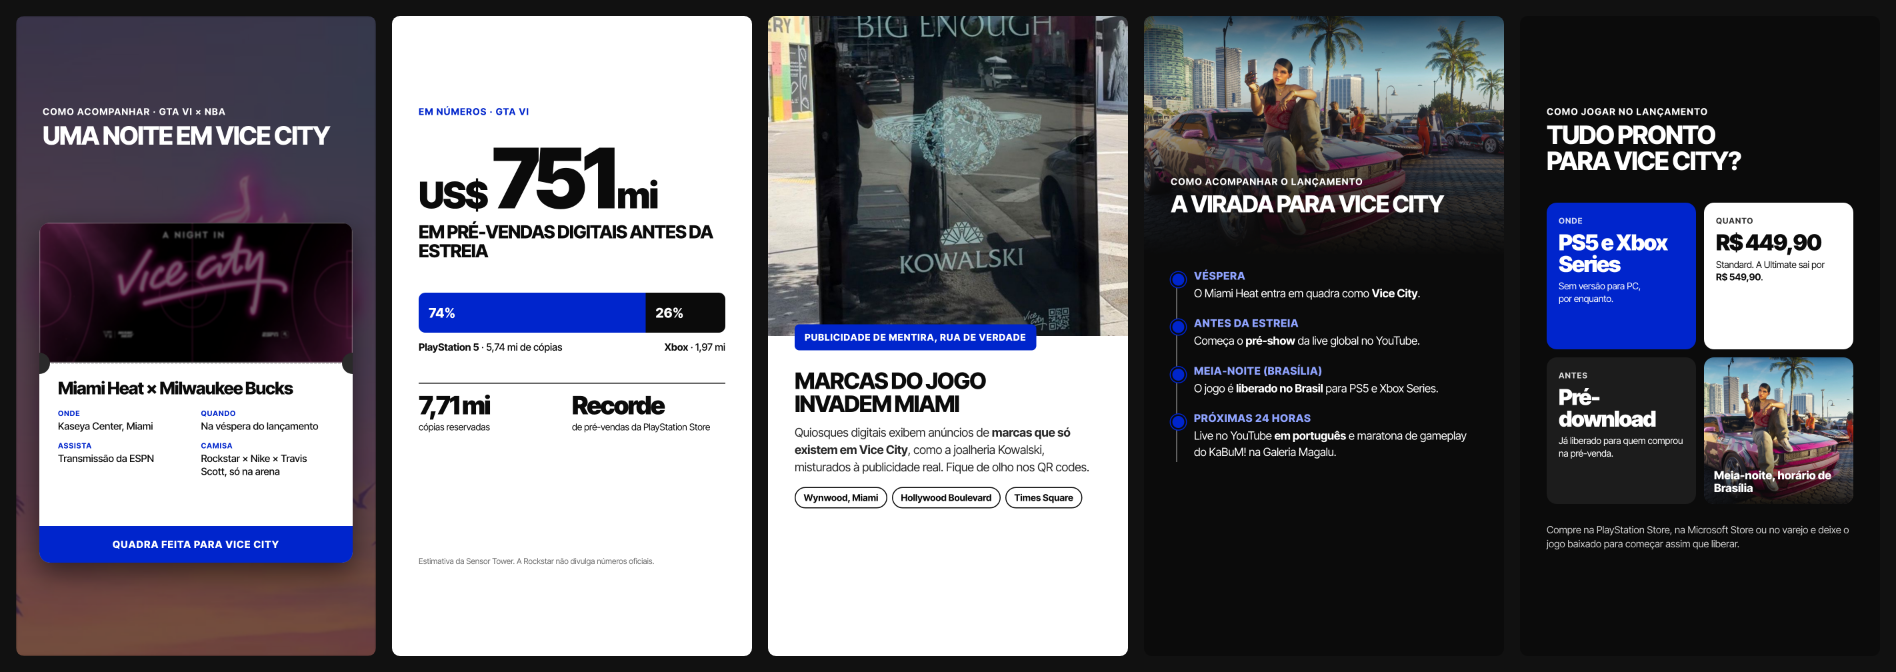 COMO ACOMPANHAR · GTA VI × NBA
UMA NOITE EM VICE CITY
A NIGHT IN
vice city
ESPN
Miami Heat × Milwaukee Bucks
ONDE
Kaseya Center, Miami
QUANDO
Na véspera do lançamento
ASSISTA
Transmissão da ESPN
CAMISA
Rockstar × Nike × Travis
Scott, só na arena
QUADRA FEITA PARA VICE CITY
EM NÚMEROS · GTA VI
US$ 751mi
EM PRÉ-VENDAS DIGITAIS ANTES DA
ESTREIA
74%
26%
PlayStation 5 · 5,74 mi de cópias
Xbox · 1,97 mi
7,71 mi
cópias reservadas
Recorde
de pré-vendas da PlayStation Store
Estimativa da Sensor Tower. A Rockstar não divulga números oficiais.
BIG ENOUGH.
KOWALSKI
vice city
PUBLICIDADE DE MENTIRA, RUA DE VERDADE
MARCAS DO JOGO
INVADEM MIAMI
Quiosques digitais exibem anúncios de marcas que só
existem em Vice City, como a joalheria Kowalski,
misturados à publicidade real. Fique de olho nos QR codes.
Wynwood, Miami
Hollywood Boulevard
Times Square
COMO ACOMPANHAR O LANÇAMENTO
A VIRADA PARA VICE CITY
VÉSPERA
O Miami Heat entra em quadra como Vice City.
ANTES DA ESTREIA
Começa o pré-show da live global no YouTube.
MEIA-NOITE (BRASÍLIA)
O jogo é liberado no Brasil para PS5 e Xbox Series.
PRÓXIMAS 24 HORAS
Live no YouTube em português e maratona de gameplay
do KaBuM! na Galeria Magalu.
COMO JOGAR NO LANÇAMENTO
TUDO PRONTO
PARA VICE CITY?
ONDE
PS5 e Xbox
Series
Sem versão para PC,
por enquanto.
QUANTO
R$ 449,90
Standard. A Ultimate sai por
R$ 549,90.
ANTES
Pré-
download
Já liberado para quem comprou
na pré-venda.
Meia-noite, horário de
Brasília
Compre na PlayStation Store, na Microsoft Store ou no varejo e deixe o
jogo baixado para começar assim que liberar.